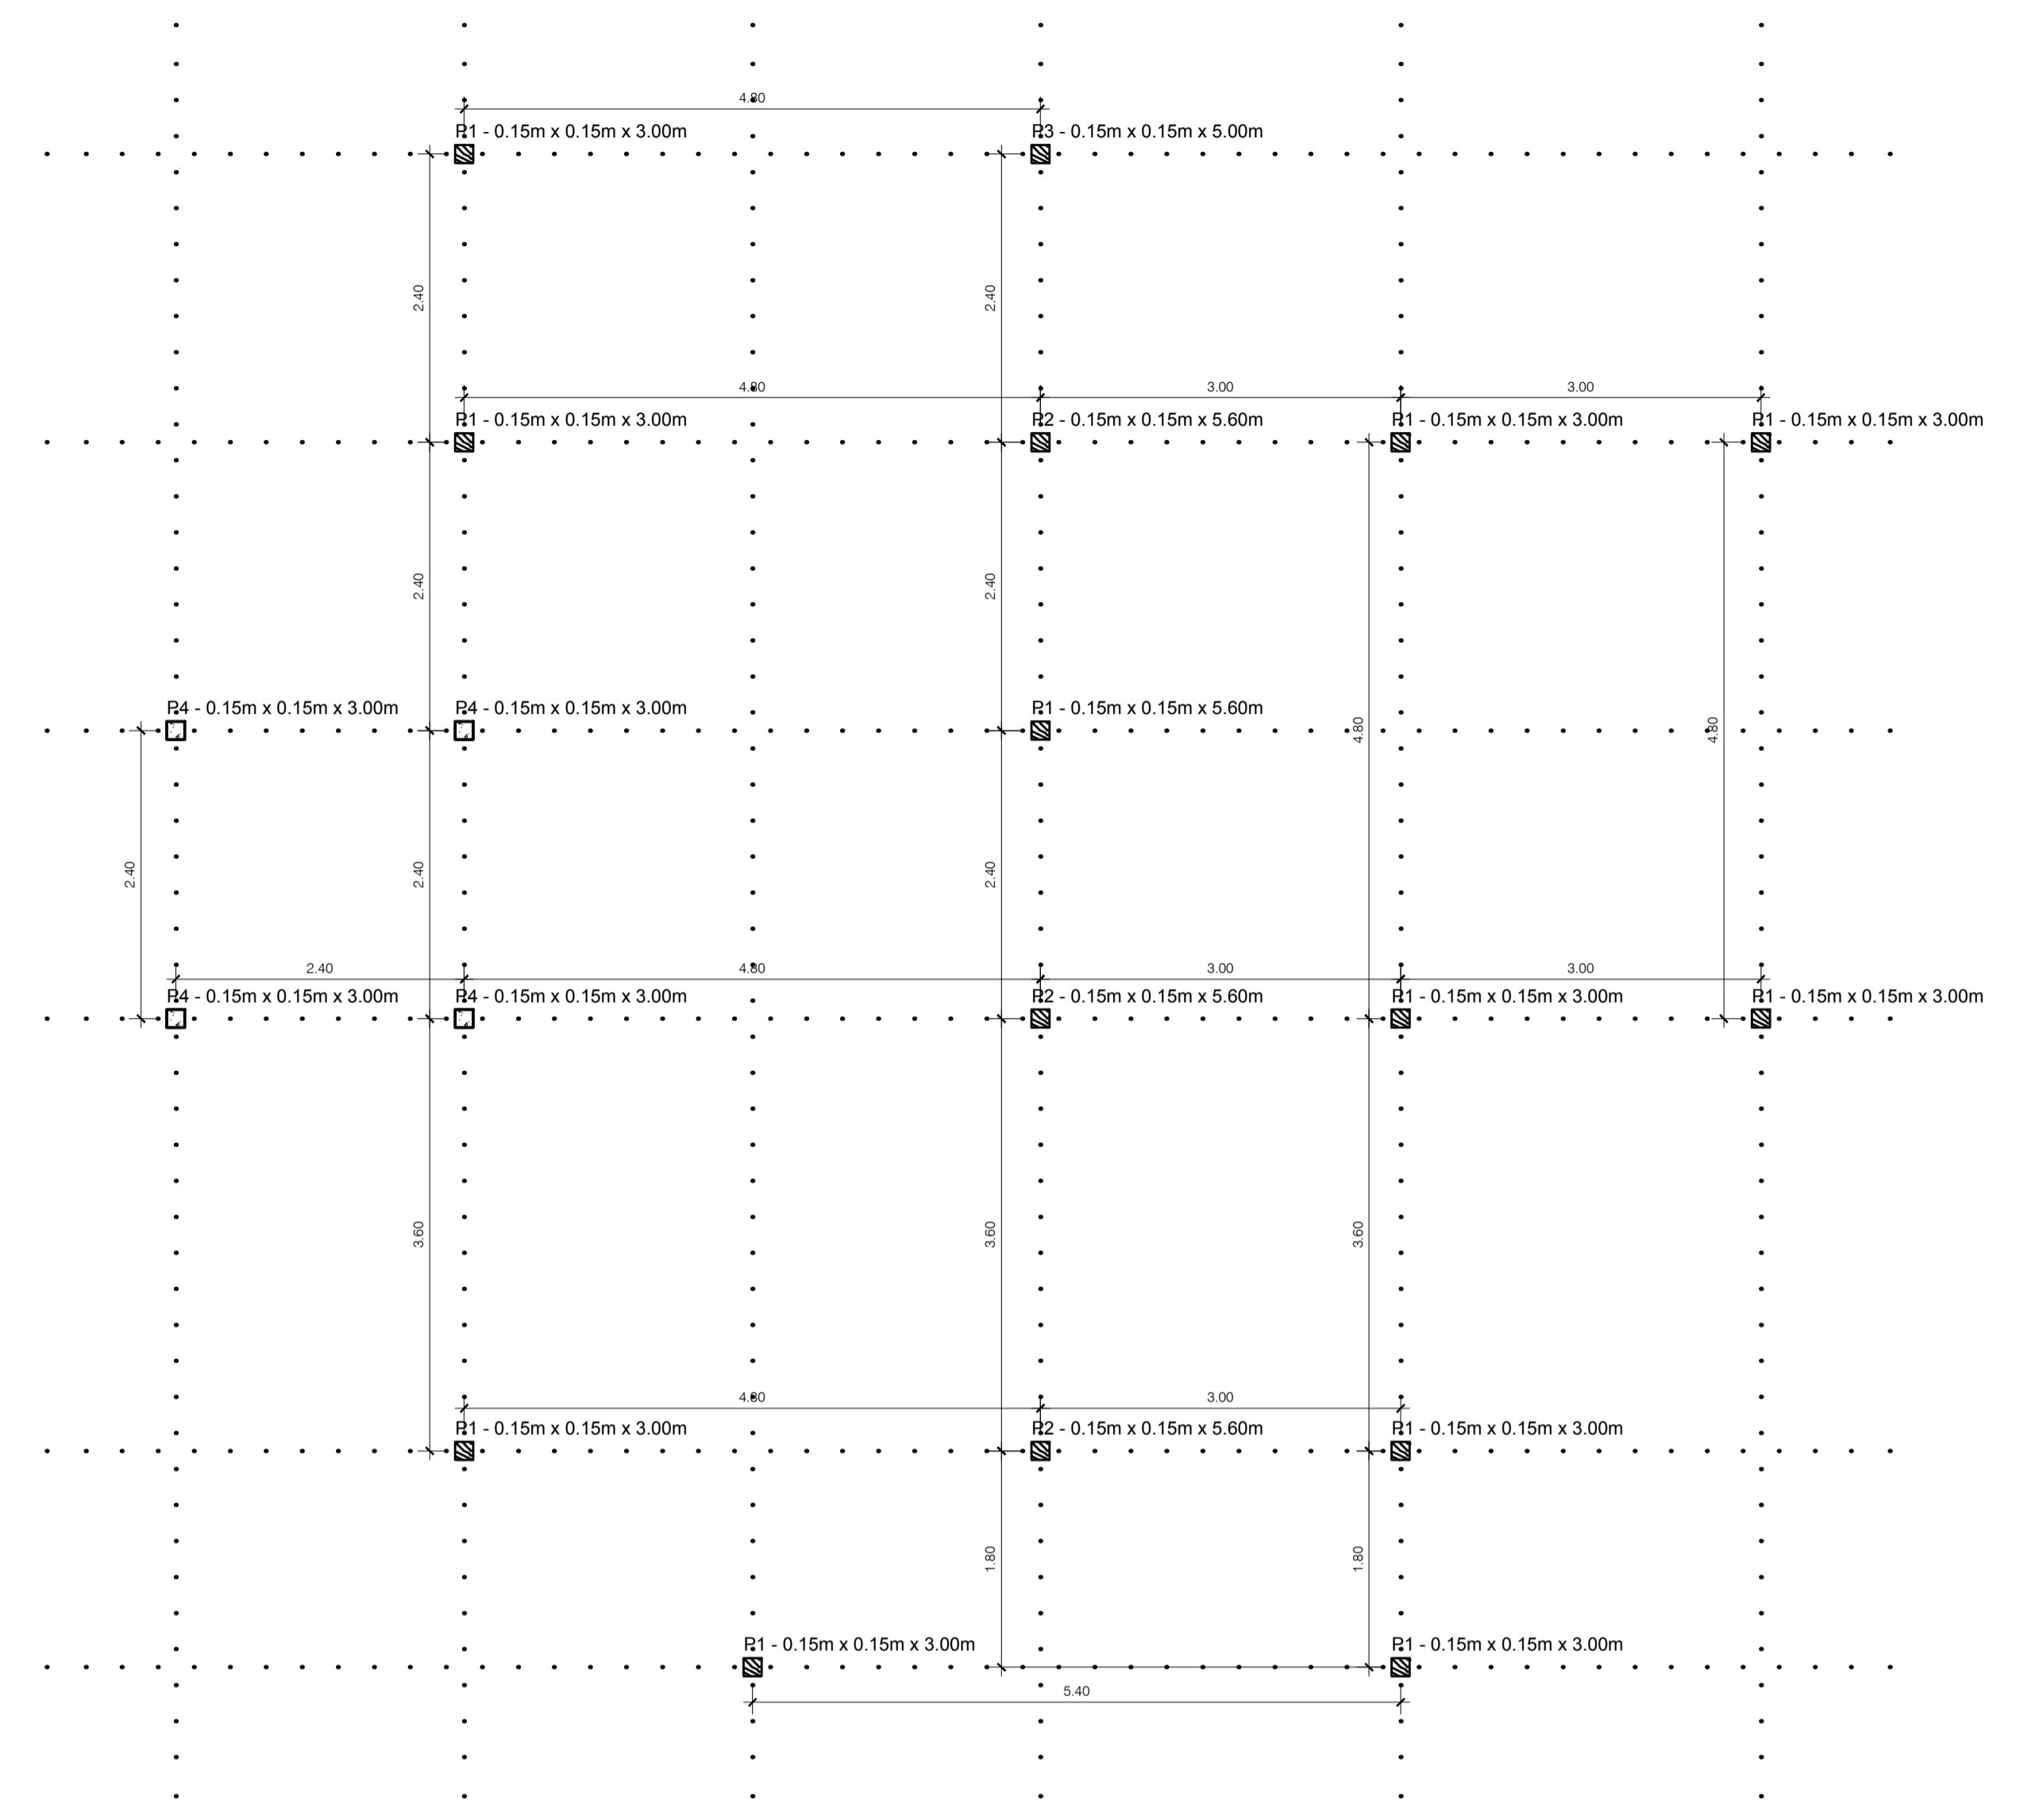 4.80
P1 - 0.15m x 0.15m x 3.00m
P3 - 0.15m x 0.15m x 5.00m
2.40
2.40
4.80
3.00
3.00
P1 - 0.15m x 0.15m x 3.00m
P2 - 0.15m x 0.15m x 5.60m
P1 - 0.15m x 0.15m x 3.00m
P1 - 0.15m x 0.15m x 3.00m
2.40
2.40
P4 - 0.15m x 0.15m x 3.00m
P4 - 0.15m x 0.15m x 3.00m
P1 - 0.15m x 0.15m x 5.60m
4.80
4.80
2.40
2.40
2.40
2.40
4.80
3.00
3.00
P4 - 0.15m x 0.15m x 3.00m
P4 - 0.15m x 0.15m x 3.00m
P2 - 0.15m x 0.15m x 5.60m
P1 - 0.15m x 0.15m x 3.00m
P1 - 0.15m x 0.15m x 3.00m
3.60
3.60
3.60
4.80
3.00
P1 - 0.15m x 0.15m x 3.00m
P2 - 0.15m x 0.15m x 5.60m
P1 - 0.15m x 0.15m x 3.00m
1.80
1.80
P1 - 0.15m x 0.15m x 3.00m
P1 - 0.15m x 0.15m x 3.00m
5.40